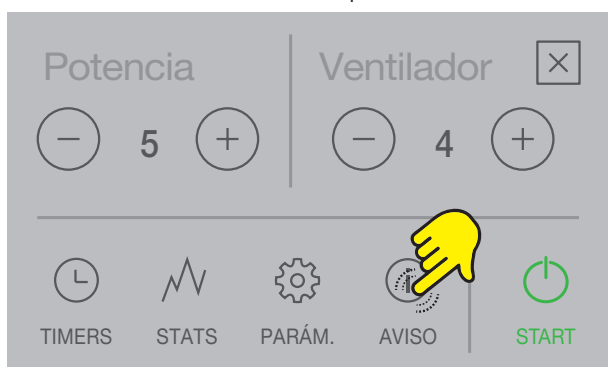 Potencia
Ventilador
5
4
TIMERS
STATS
PARÁM.
AVISO
START